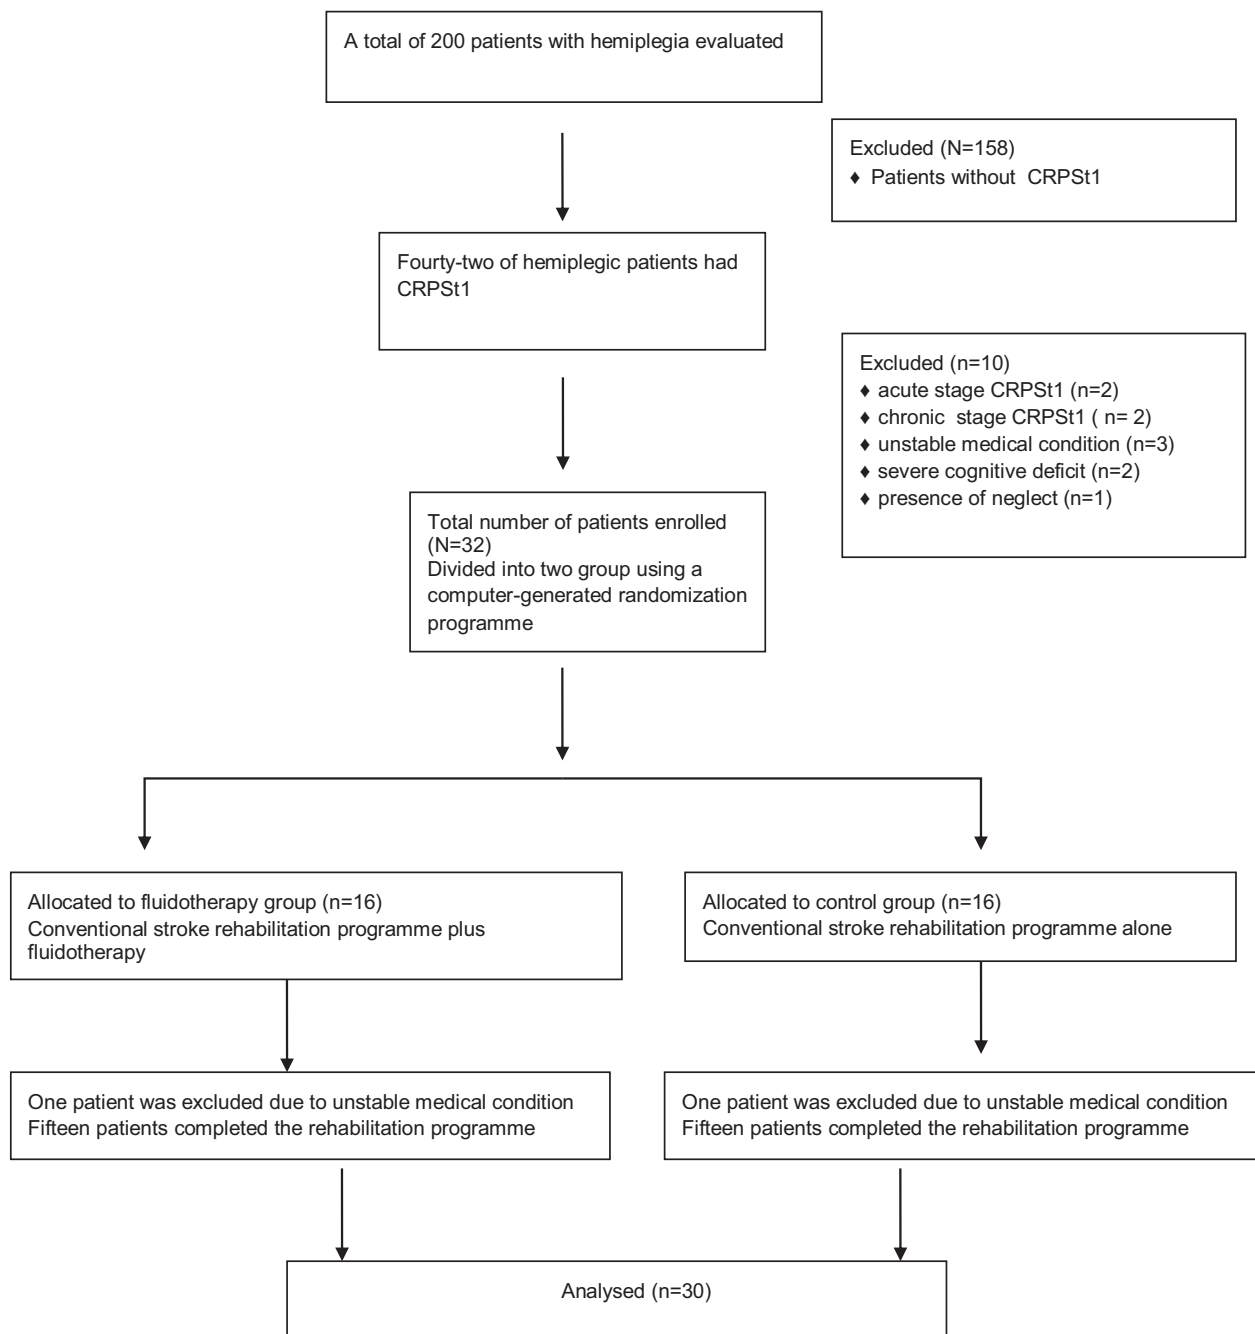 A total of 200 patients with hemiplegia evaluated
Excluded (N=158)
♦ Patients without CRPSt1
Fourty-two of hemiplegic patients had
CRPSt1
Excluded (n=10)
♦ acute stage CRPSt1 (n=2)
♦ chronic stage CRPSt1 ( n= 2)
♦ unstable medical condition (n=3)
♦ severe cognitive deficit (n=2)
♦ presence of neglect (n=1)
Total number of patients enrolled
(N=32)
Divided into two group using a
computer-generated randomization
programme
Allocated to fluidotherapy group (n=16)
Conventional stroke rehabilitation programme plus
fluidotherapy
Allocated to control group (n=16)
Conventional stroke rehabilitation programme alone
One patient was excluded due to unstable medical condition
Fifteen patients completed the rehabilitation programme
One patient was excluded due to unstable medical condition
Fifteen patients completed the rehabilitation programme
Analysed (n=30)